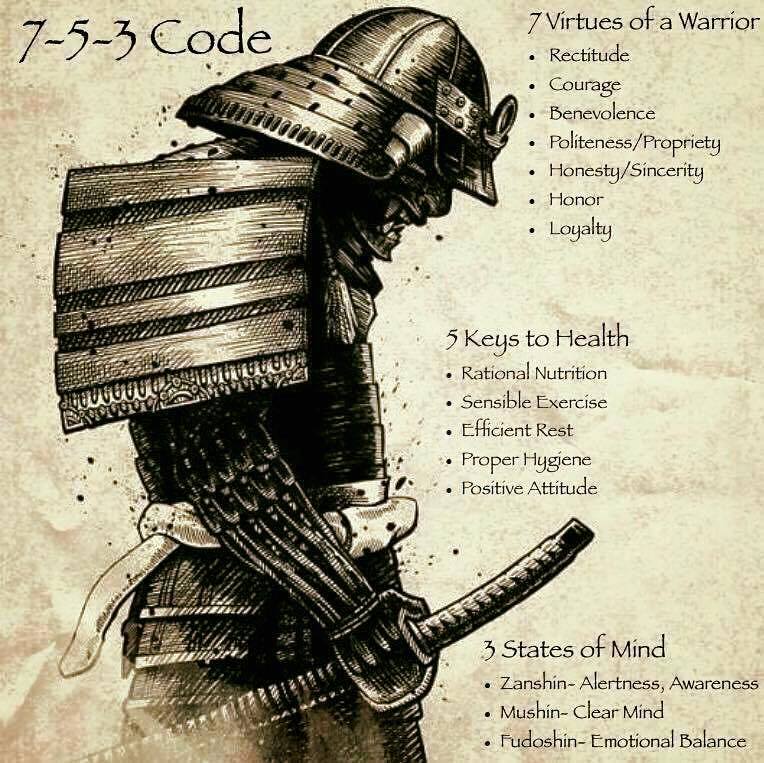 7-5-3 Code
7 Virtues of a Warrior
• Rectitude
• Courage
• Benevolence
• Politeness/Propriety
• Honesty/Sincerity
• Honor
• Loyalty
5 Keys to Health
• Rational Nutrition
• Sensible Exercise
• Efficient Rest
• Proper Hygiene
• Positive Attitude
3 States of Mind
• Zanshin- Alertness, Awareness
• Mushin- Clear Mind
• Fudoshin- Emotional Balance